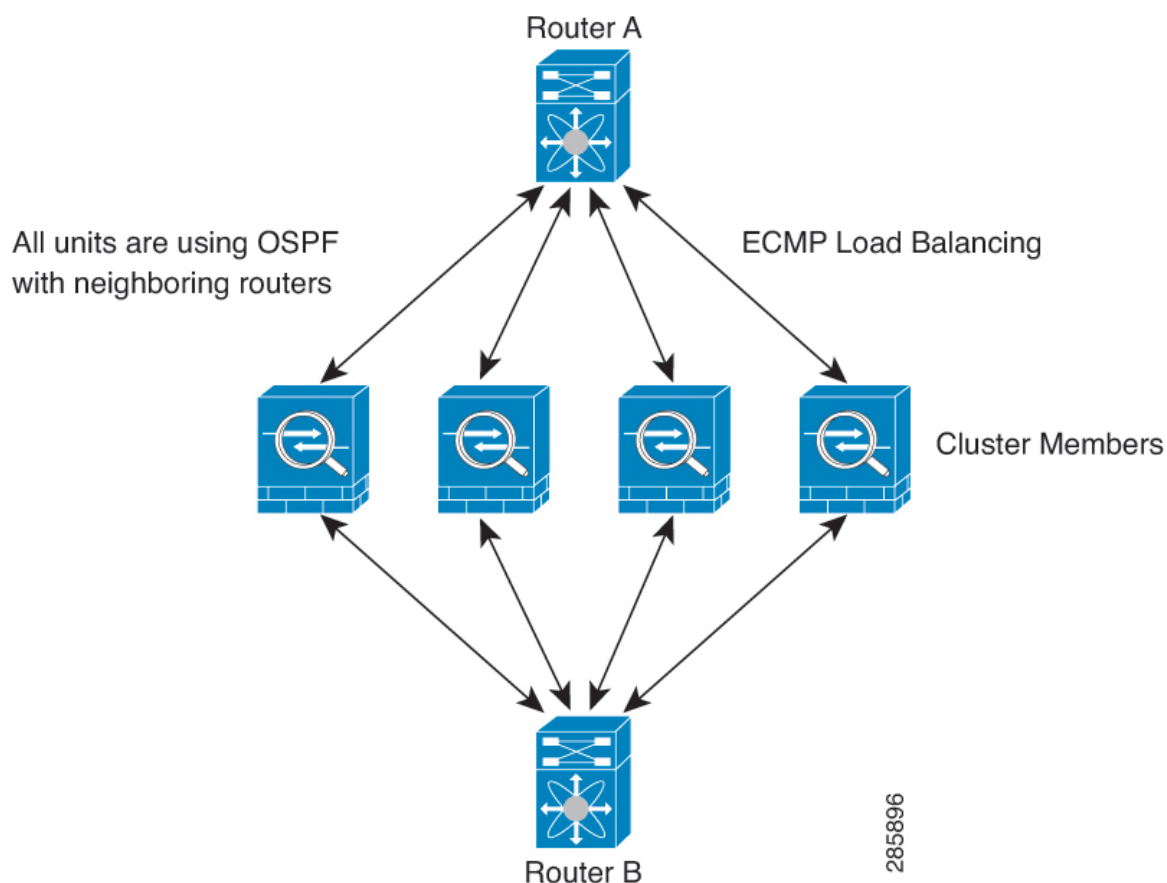 Router A
All units are using OSPF
with neighboring routers
ECMP Load Balancing
Cluster Members
Router B
285896